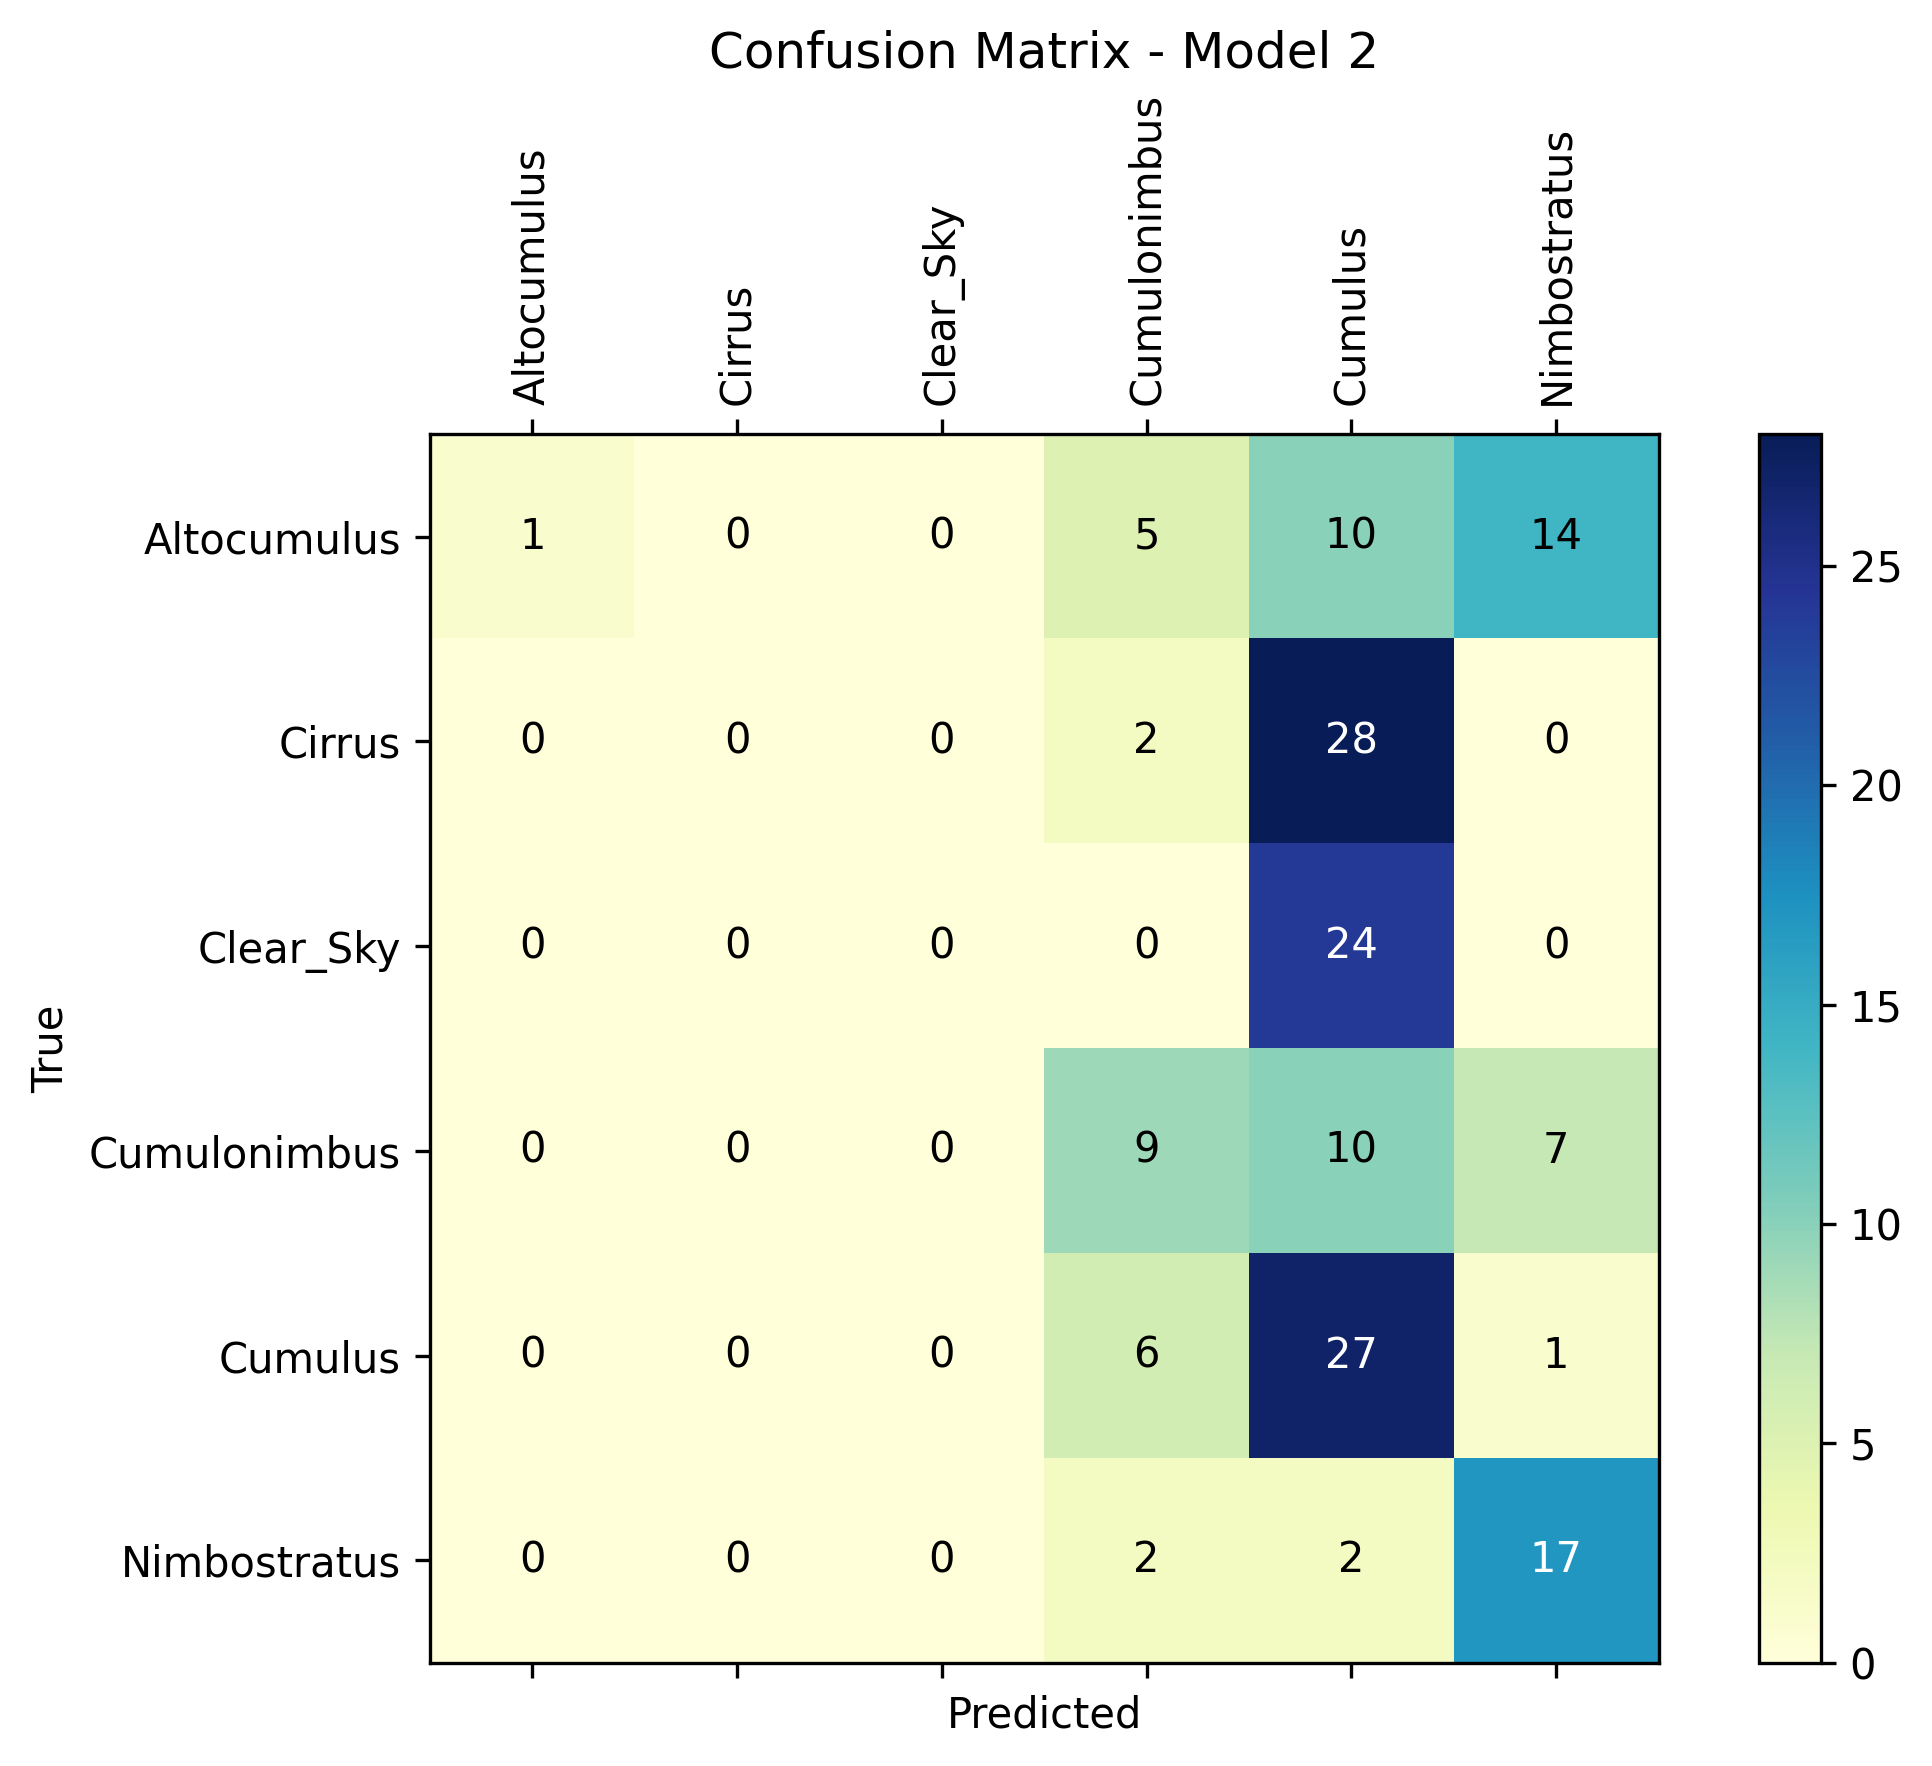 Confusion Matrix - Model 2
Altocumulus
Cirrus
Clear_Sky
Cumulonimbus
Cumulus
Nimbostratus
True
Altocumulus 1 0 0 5 10 14
Cirrus 0 0 0 2 28 0
Clear_Sky 0 0 0 0 24 0
Cumulonimbus 0 0 0 9 10 7
Cumulus 0 0 0 6 27 1
Nimbostratus 0 0 0 2 2 17
Predicted
25
20
15
10
5
0